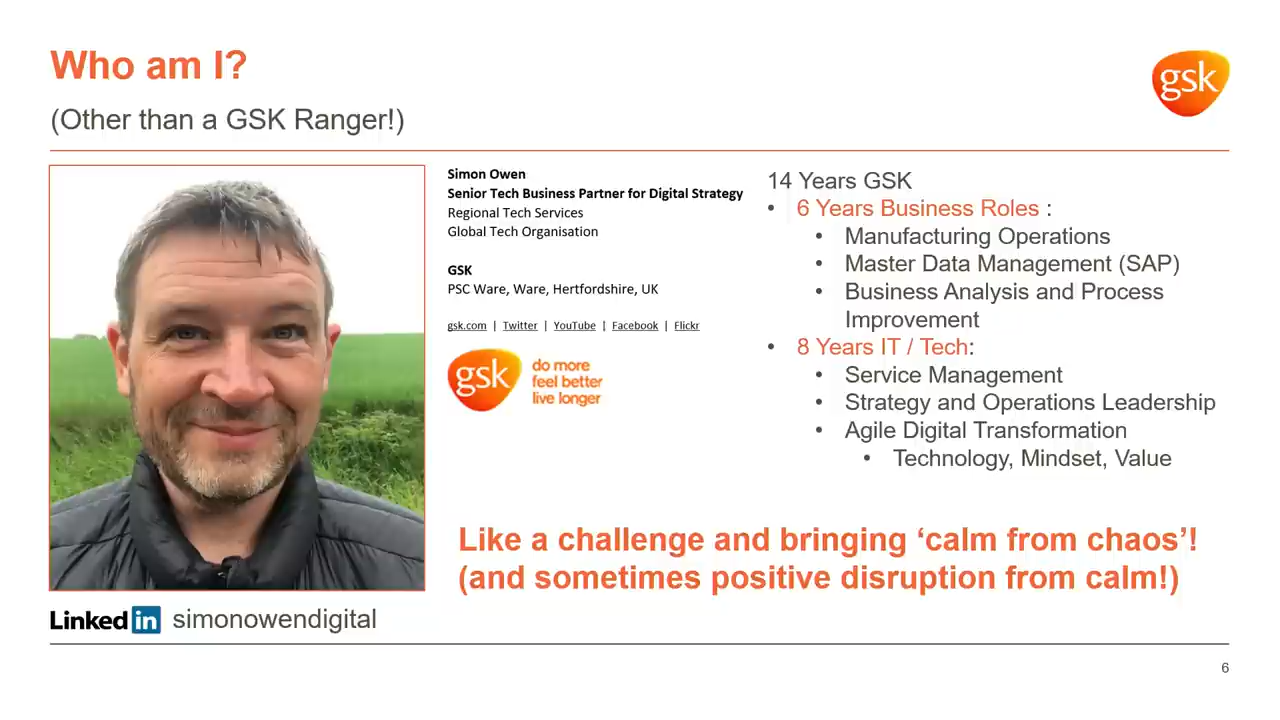 Who am I?
(Other than a GSK Ranger!)
gsk
Simon Owen
Senior Tech Business Partner for Digital Strategy
Regional Tech Services
Global Tech Organisation
GSK
PSC Ware, Ware, Hertfordshire, UK
gsk.com | Twitter | YouTube | Facebook | Flickr
gsk
do more
feel better
live longer
14 Years GSK
• 6 Years Business Roles :
• Manufacturing Operations
• Master Data Management (SAP)
• Business Analysis and Process
Improvement
• 8 Years IT / Tech:
• Service Management
• Strategy and Operations Leadership
• Agile Digital Transformation
• Technology, Mindset, Value
Like a challenge and bringing ‘calm from chaos’!
(and sometimes positive disruption from calm!)
Linked in simonowendigital
6